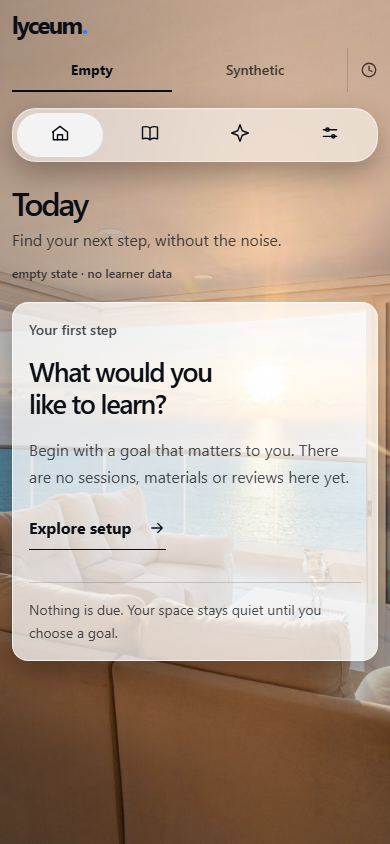 lyceum.
Empty
Synthetic
Today
Find your next step, without the noise.
empty state · no learner data
Your first step
What would you
like to learn?
Begin with a goal that matters to you. There
are no sessions, materials or reviews here yet.
Explore setup →
Nothing is due. Your space stays quiet until you
choose a goal.